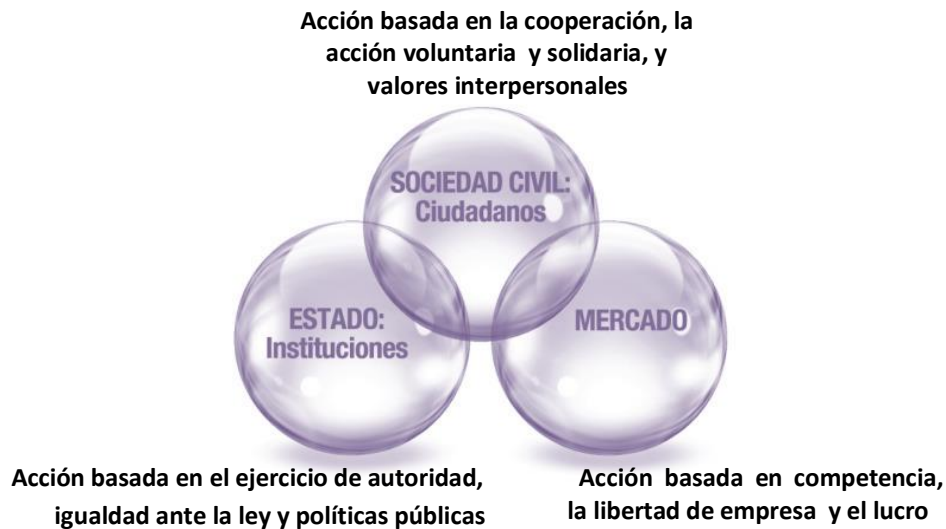 Acción basada en la cooperación, la
acción voluntaria y solidaria, y
valores interpersonales
SOCIEDAD CIVIL:
Ciudadanos
ESTADO:
Instituciones
MERCADO
Acción basada en el ejercicio de autoridad,
igualdad ante la ley y políticas públicas
Acción basada en competencia,
la libertad de empresa y el lucro